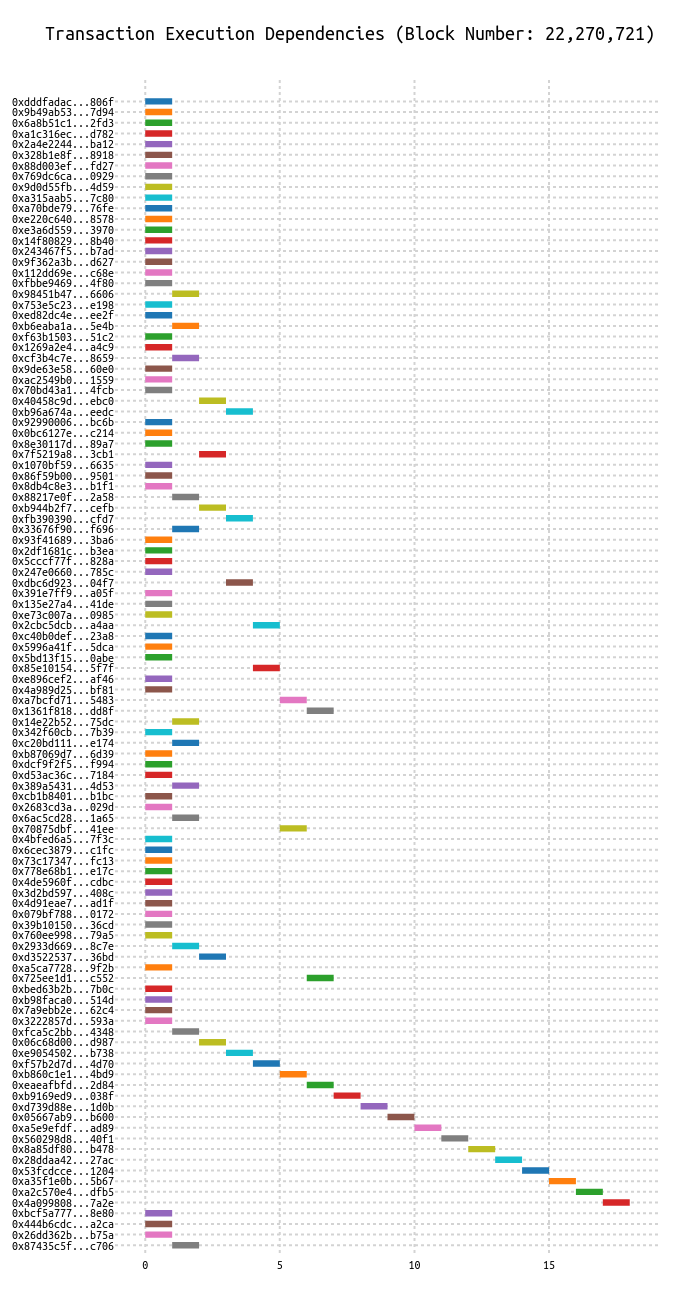 Transaction Execution Dependencies (Block Number: 22,270,721)
0xdddfadac...806f
0x9b49ab53...7d94
0x6a8b51c1...2fd3
0xa1c316ec...d782
0x2a4e2244...ba12
0x328b1e8f...8918
0x88d003ef...fd27
0x769dc6ca...0929
0x9d0d55fb...4d59
0xa315aab5...7c80
0xa70bde79...76fe
0xe220c640...8578
0xe3a6d559...3970
0x14f80829...8b40
0x243467f5...b7ad
0x9f362a3b...d627
0x112dd69e...c68e
0xfbbe9469...4f80
0x98451b47...6606
0x753e5c23...e198
0xed82dc4e...ee2f
0xb6eaba1a...5e4b
0xf63b1503...51c2
0x1269a2e4...a4c9
0xcf3b4c7e...8659
0x9de63e58...60e0
0xac2549b0...1559
0x70bd43a1...4fcb
0x40458c9d...ebc0
0xb96a674a...eedc
0x92990006...bc6b
0x0bc6127e...c214
0x8e30117d...89a7
0x7f5219a8...3cb1
0x1070bf59...6635
0x86f59b00...9501
0x8db4c8e3...b1f1
0x88217e0f...2a58
0xb944b2f7...cefb
0xfb390390...cfd7
0x33676f90...f696
0x93f41689...3ba6
0x2df1681c...b3ea
0x5cccf77f...828a
0x247e0660...785c
0xdbc6d923...04f7
0x391e7ff9...a05f
0x135e27a4...41de
0xe73c007a...0985
0x2cbc5dcb...a4aa
0xc40b0def...23a8
0x5996a41f...5dca
0x5bd13f15...0abe
0x85e10154...5f7f
0xe896cef2...af46
0x4a989d25...bf81
0xa7bcfd71...5483
0x1361f818...dd8f
0x14e22b52...75dc
0x342f60cb...7b39
0xc20bd111...e174
0xb87069d7...6d39
0xdcf9f2f5...f994
0xd53ac36c...7184
0x389a5431...4d53
0xcb1b8401...b1bc
0x2683cd3a...029d
0x6ac5cd28...1a65
0x70875dbf...41ee
0x4bfed6a5...7f3c
0x6cec3879...c1fc
0x73c17347...fc13
0x778e68b1...e17c
0x4de5960f...cdbc
0x3d2bd597...408c
0x4d91eae7...ad1f
0x079bf788...0172
0x39b10150...36cd
0x760ee998...79a5
0x2933d669...8c7e
0xd3522537...36bd
0xa5ca7728...9f2b
0x725ee1d1...c552
0xbed63b2b...7b0c
0xb98faca0...514d
0x7a9ebb2e...62c4
0x3222857d...593a
0xfca5c2bb...4348
0x06c68d00...d987
0xe9054502...b738
0xf57b2d7d...4d70
0xb860c1e1...4bd9
0xeaeafbfd...2d84
0xb9169ed9...038f
0xd739d88e...1d0b
0x05667ab9...b600
0xa5e9efdf...ad89
0x560298d8...40f1
0x8a85df80...b478
0x28ddaa42...27ac
0x53fcdcce...1204
0xa35f1e0b...5b67
0xa2c570e4...dfb5
0x4a099808...7a2e
0xbcf5a777...8e80
0x444b6cdc...a2ca
0x26dd362b...b75a
0x87435c5f...c706
0 5 10 15